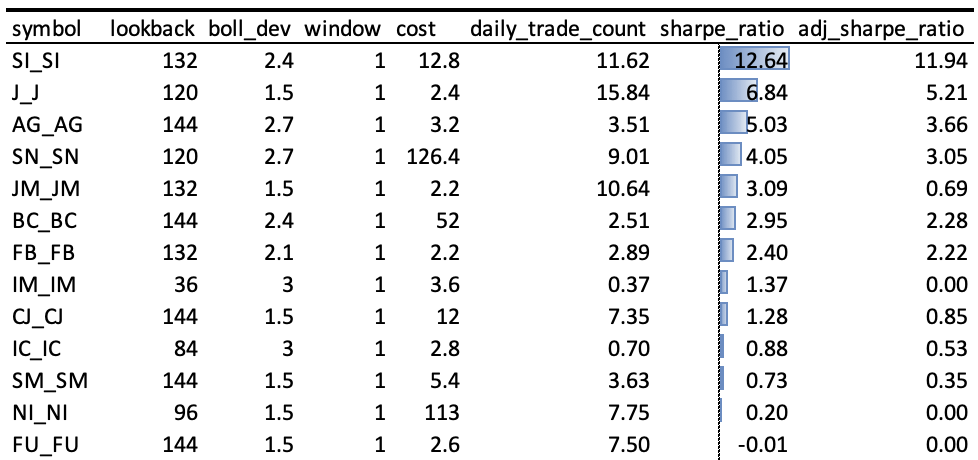 symbol lookback boll_dev window cost daily_trade_count sharpe_ratio adj_sharpe_ratio
SI_SI 132 2.4 1 12.8 11.62 12.64 11.94
J_J 120 1.5 1 2.4 15.84 6.84 5.21
AG_AG 144 2.7 1 3.2 3.51 5.03 3.66
SN_SN 120 2.7 1 126.4 9.01 4.05 3.05
JM_JM 132 1.5 1 2.2 10.64 3.09 0.69
BC_BC 144 2.4 1 52 2.51 2.95 2.28
FB_FB 132 2.1 1 2.2 2.89 2.40 2.22
IM_IM 36 3 1 3.6 0.37 1.37 0.00
CJ_CJ 144 1.5 1 12 7.35 1.28 0.85
IC_IC 84 3 1 2.8 0.70 0.88 0.53
SM_SM 144 1.5 1 5.4 3.63 0.73 0.35
NI_NI 96 1.5 1 113 7.75 0.20 0.00
FU_FU 144 1.5 1 2.6 7.50 -0.01 0.00